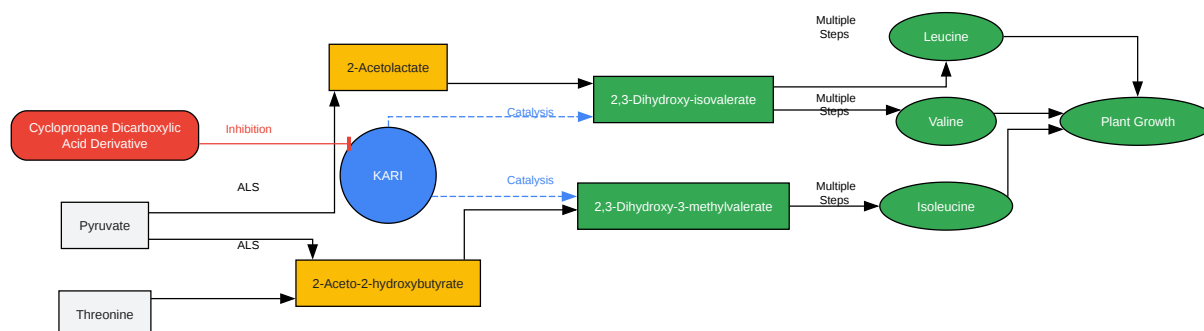 Multiple
Steps
Leucine
2-Acetolactate
2,3-Dihydroxy-isovalerate
Multiple
Steps
Catalysis
Valine
Plant Growth
Cyclopropane Dicarboxylic
Acid Derivative
Inhibition
KARI
Catalysis
ALS
Multiple
Steps
2,3-Dihydroxy-3-methylvalerate
Isoleucine
Pyruvate
ALS
2-Aceto-2-hydroxybutyrate
Threonine